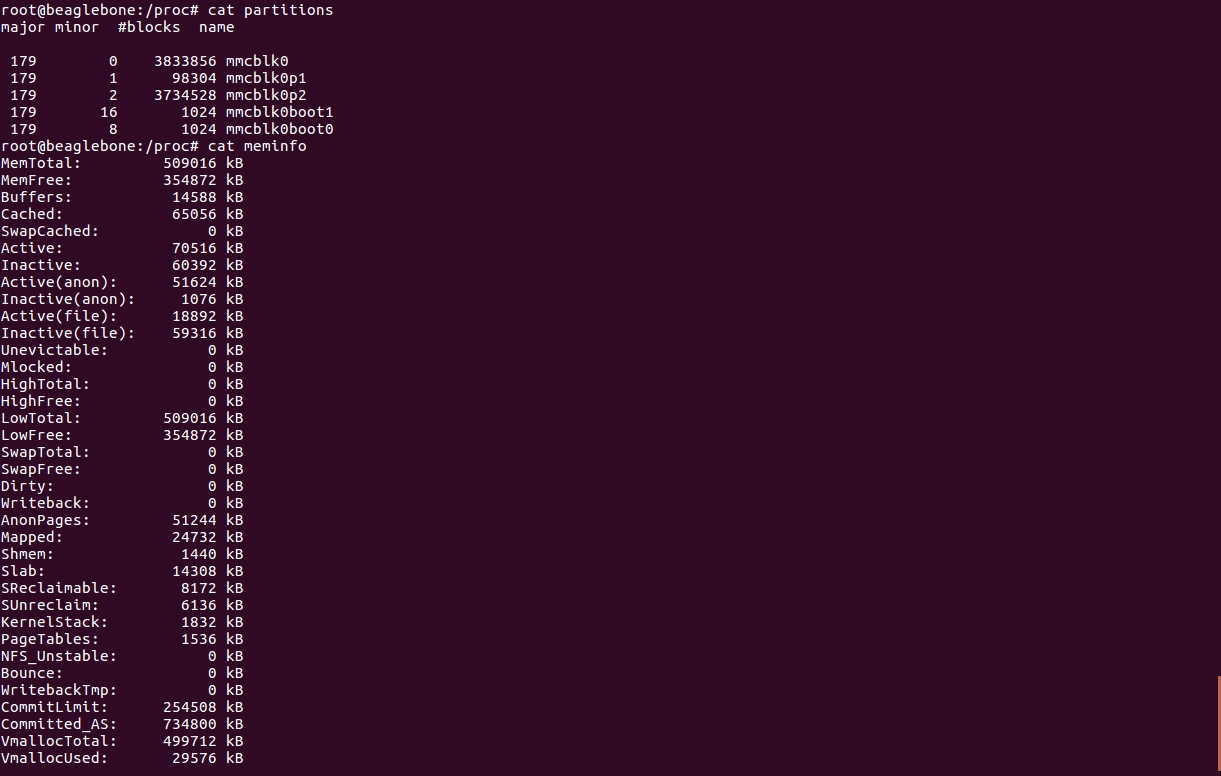 root@beaglebone:/proc# cat partitions
major minor  #blocks  name

 179        0    3833856 mmcblk0
 179        1      98304 mmcblk0p1
 179        2    3734528 mmcblk0p2
 179       16       1024 mmcblk0boot1
 179        8       1024 mmcblk0boot0
root@beaglebone:/proc# cat meminfo
MemTotal:         509016 kB
MemFree:          354872 kB
Buffers:           14588 kB
Cached:            65056 kB
SwapCached:            0 kB
Active:            70516 kB
Inactive:          60392 kB
Active(anon):      51624 kB
Inactive(anon):     1076 kB
Active(file):      18892 kB
Inactive(file):    59316 kB
Unevictable:           0 kB
Mlocked:               0 kB
HighTotal:             0 kB
HighFree:              0 kB
LowTotal:         509016 kB
LowFree:          354872 kB
SwapTotal:             0 kB
SwapFree:              0 kB
Dirty:                 0 kB
Writeback:             0 kB
AnonPages:         51244 kB
Mapped:            24732 kB
Shmem:              1440 kB
Slab:              14308 kB
SReclaimable:       8172 kB
SUnreclaim:         6136 kB
KernelStack:        1832 kB
PageTables:         1536 kB
NFS_Unstable:          0 kB
Bounce:                0 kB
WritebackTmp:          0 kB
CommitLimit:      254508 kB
Committed_AS:     734800 kB
VmallocTotal:     499712 kB
VmallocUsed:       29576 kB